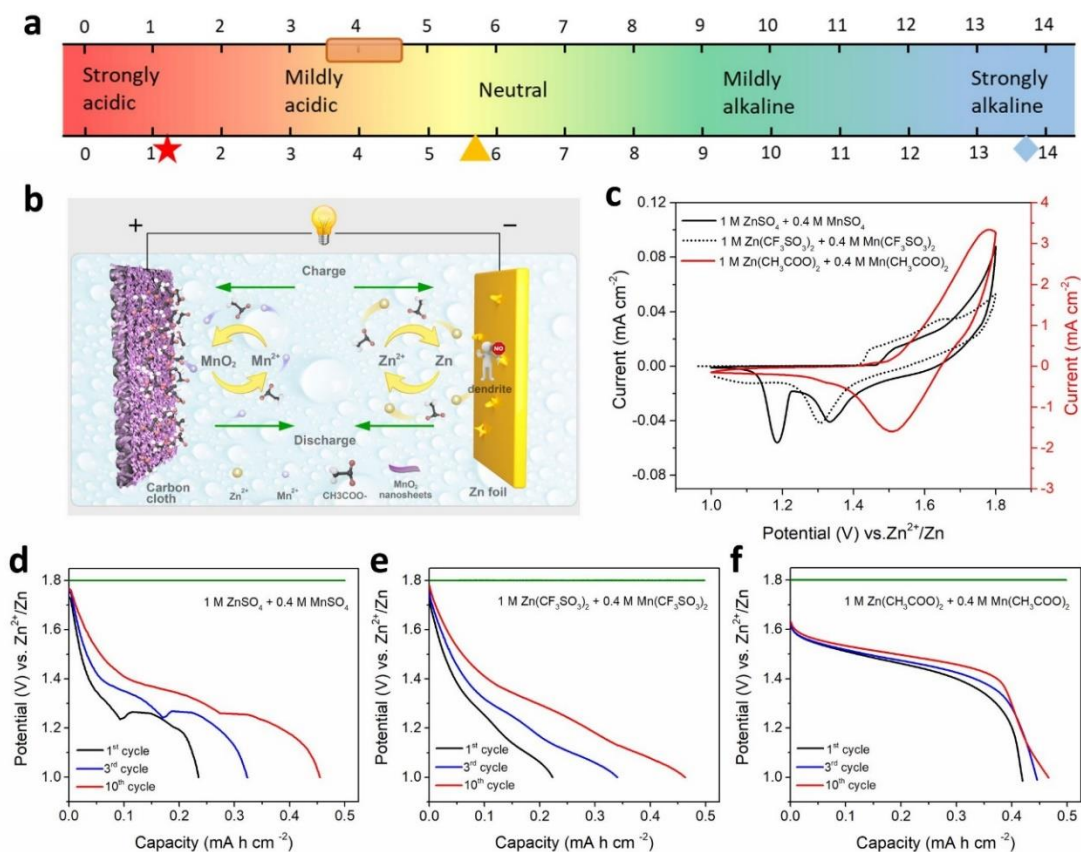 a
0 1 2 3 4 5 6 7 8 9 10 11 12 13 14
Strongly acidic
Mildly acidic
Neutral
Mildly alkaline
Strongly alkaline
0 1 2 3 4 5 6 7 8 9 10 11 12 13 14
b
+
−
Charge
MnO₂
Mn²⁺
Zn²⁺
Zn
NO
dendrite
Discharge
Carbon
cloth
Zn²⁺
Mn²⁺
CH3COO-
MnO₂
nanosheets
Zn foil
c
1 M ZnSO₄ + 0.4 M MnSO₄
1 M Zn(CF₃SO₃)₂ + 0.4 M Mn(CF₃SO₃)₂
1 M Zn(CH₃COO)₂ + 0.4 M Mn(CH₃COO)₂
Current (mA cm⁻²)
0.12
0.08
0.04
0.00
-0.04
-0.08
4
3
2
1
0
-1
-2
-3
Current (mA cm⁻²)
1.0 1.2 1.4 1.6 1.8
Potential (V) vs.Zn²⁺/Zn
d
Potential (V) vs. Zn²⁺/Zn
1.8
1.6
1.4
1.2
1.0
1 M ZnSO₄ + 0.4 M MnSO₄
1ˢᵗ cycle
3ʳᵈ cycle
10ᵗʰ cycle
0.0 0.1 0.2 0.3 0.4 0.5
Capacity (mA h cm⁻²)
e
Potential (V) vs. Zn²⁺/Zn
1.8
1.6
1.4
1.2
1.0
1 M Zn(CF₃SO₃)₂ + 0.4 M Mn(CF₃SO₃)₂
1ˢᵗ cycle
3ʳᵈ cycle
10ᵗʰ cycle
0.0 0.1 0.2 0.3 0.4 0.5
Capacity (mA h cm⁻²)
f
Potential (V) vs. Zn²⁺/Zn
1.8
1.6
1.4
1.2
1.0
1 M Zn(CH₃COO)₂ + 0.4 M Mn(CH₃COO)₂
1ˢᵗ cycle
3ʳᵈ cycle
10ᵗʰ cycle
0.0 0.1 0.2 0.3 0.4 0.5
Capacity (mA h cm⁻²)